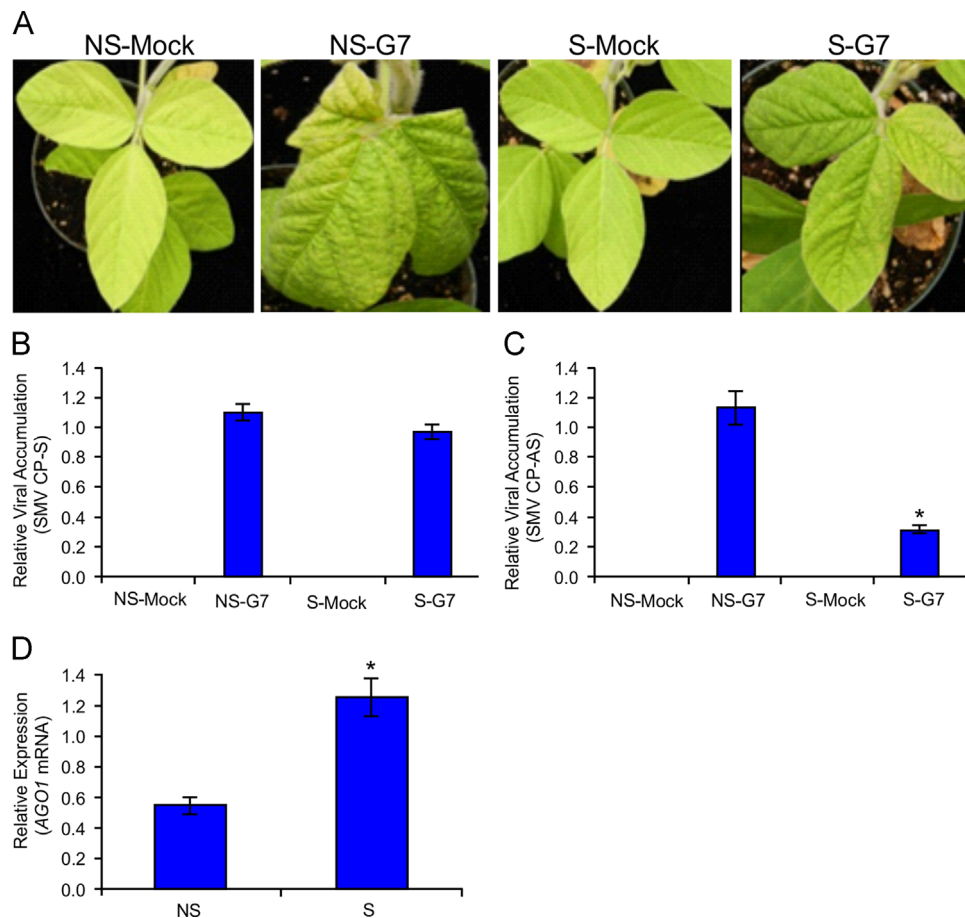 A
NS-Mock NS-G7 S-Mock S-G7
B
Relative Viral Accumulation
(SMV CP-S)
1.4
1.2
1.0
0.8
0.6
0.4
0.2
0.0
NS-Mock NS-G7 S-Mock S-G7
C
Relative Viral Accumulation
(SMV CP-AS)
1.4
1.2
1.0
0.8
0.6
0.4
0.2
0.0
*
NS-Mock NS-G7 S-Mock S-G7
D
Relative Expression
(AGO1 mRNA)
1.4
1.2
1.0
0.8
0.6
0.4
0.2
0.0
*
NS S